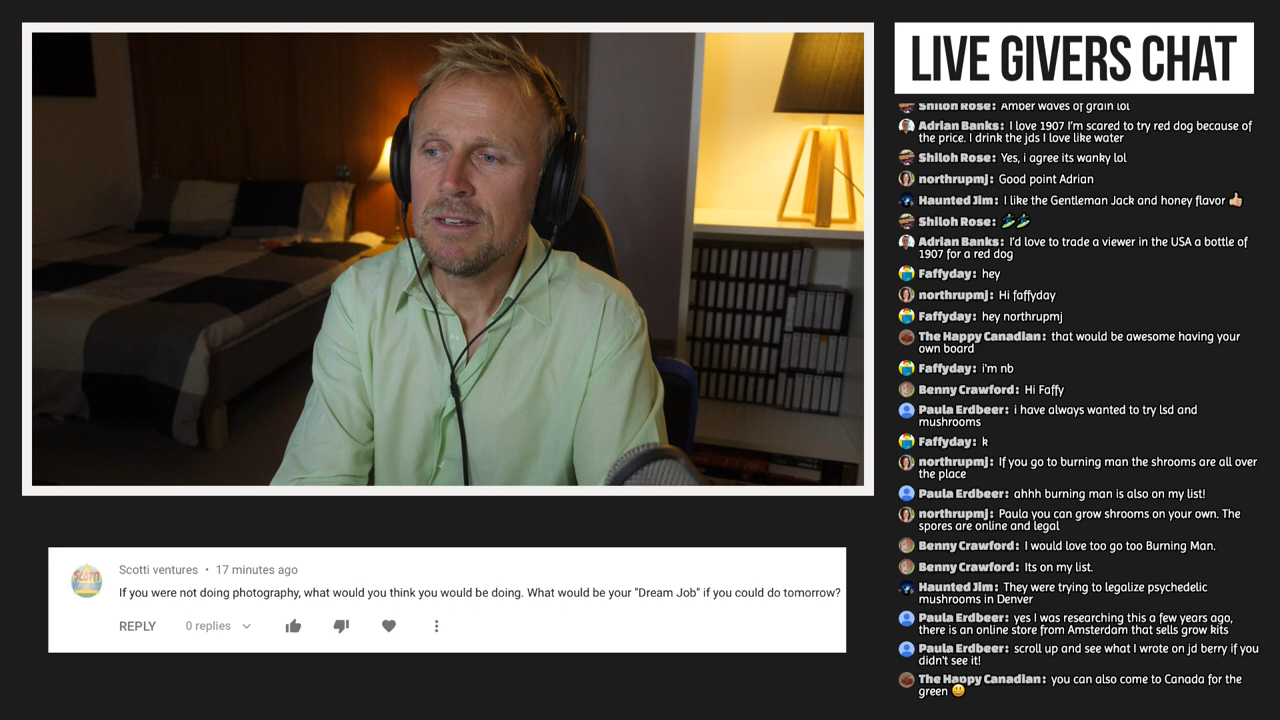 LIVE GIVERS CHAT
Shiloh Rose: Amber waves of grain lol
Adrian Banks: I love 1907 I'm scared to try red dog because of
the price. I drink the jds I love like water
Shiloh Rose: Yes, i agree its wanky lol
northrupmj: Good point Adrian
Haunted Jim: I like the Gentleman Jack and honey flavor 👍🏻
Shiloh Rose:
Adrian Banks: I'd love to trade a viewer in the USA a bottle of
1907 for a red dog
Faffyday: hey
northrupmj: Hi faffyday
Faffyday: hey northrupmj
The Happy Canadian: that would be awesome having your
own board
Faffyday: i'm nb
Benny Crawford: Hi Faffy
Paula Erdbeer: i have always wanted to try lsd and
mushrooms
Faffyday: k
northrupmj: If you go to burning man the shrooms are all over
the place
Paula Erdbeer: ahhh burning man is also on my list!
northrupmj: Paula you can grow shrooms on your own. The
spores are online and legal
Benny Crawford: I would love too go too Burning Man.
Benny Crawford: Its on my list.
Haunted Jim: They were trying to legalize psychedelic
mushrooms in Denver
Paula Erdbeer: yes I was researching this a few years ago,
there is an online store from Amsterdam that sells grow kits
Paula Erdbeer: scroll up and see what I wrote on jd berry if you
didn't see it!
The Happy Canadian: you can also come to Canada for the
green 😃
Scotti ventures • 17 minutes ago
If you were not doing photography, what would you think you would be doing. What would be your "Dream Job" if you could do tomorrow?
REPLY 0 replies